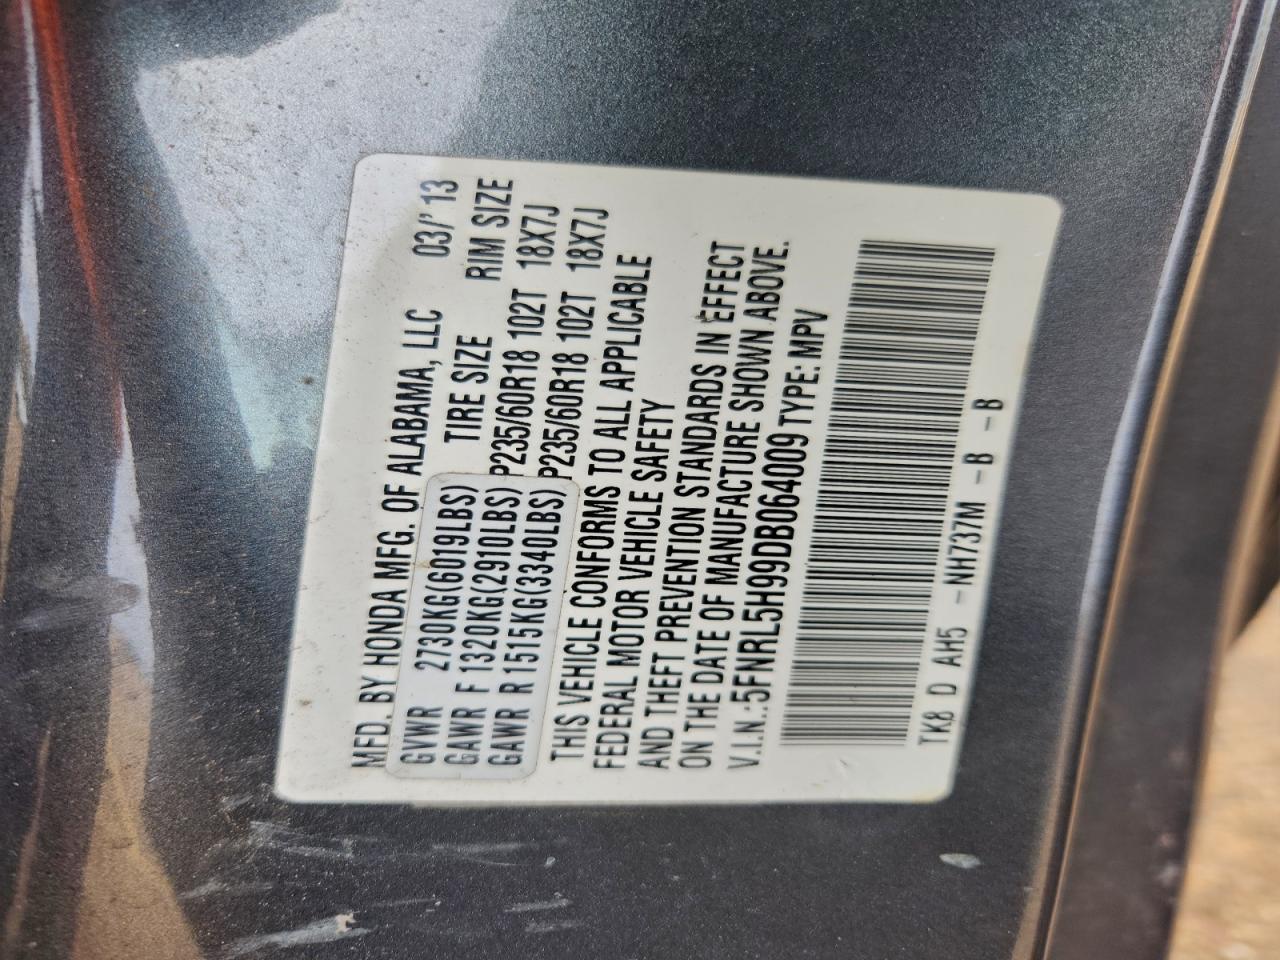 MFD. BY HONDA MFG. OF ALABAMA, LLC 03/'13
GVWR 2730KG(6019LBS) TIRE SIZE RIM SIZE
GAWR F 1320KG(2910LBS) P235/60R18 102T 18X7J
GAWR R 1515KG(3340LBS) P235/60R18 102T 18X7J
THIS VEHICLE CONFORMS TO ALL APPLICABLE
FEDERAL MOTOR VEHICLE SAFETY
AND THEFT PREVENTION STANDARDS IN EFFECT
ON THE DATE OF MANUFACTURE SHOWN ABOVE.
V.I.N.:5FNRL5H99DB064009 TYPE: MPV
TK8 D AH5 -NH737M -B -B